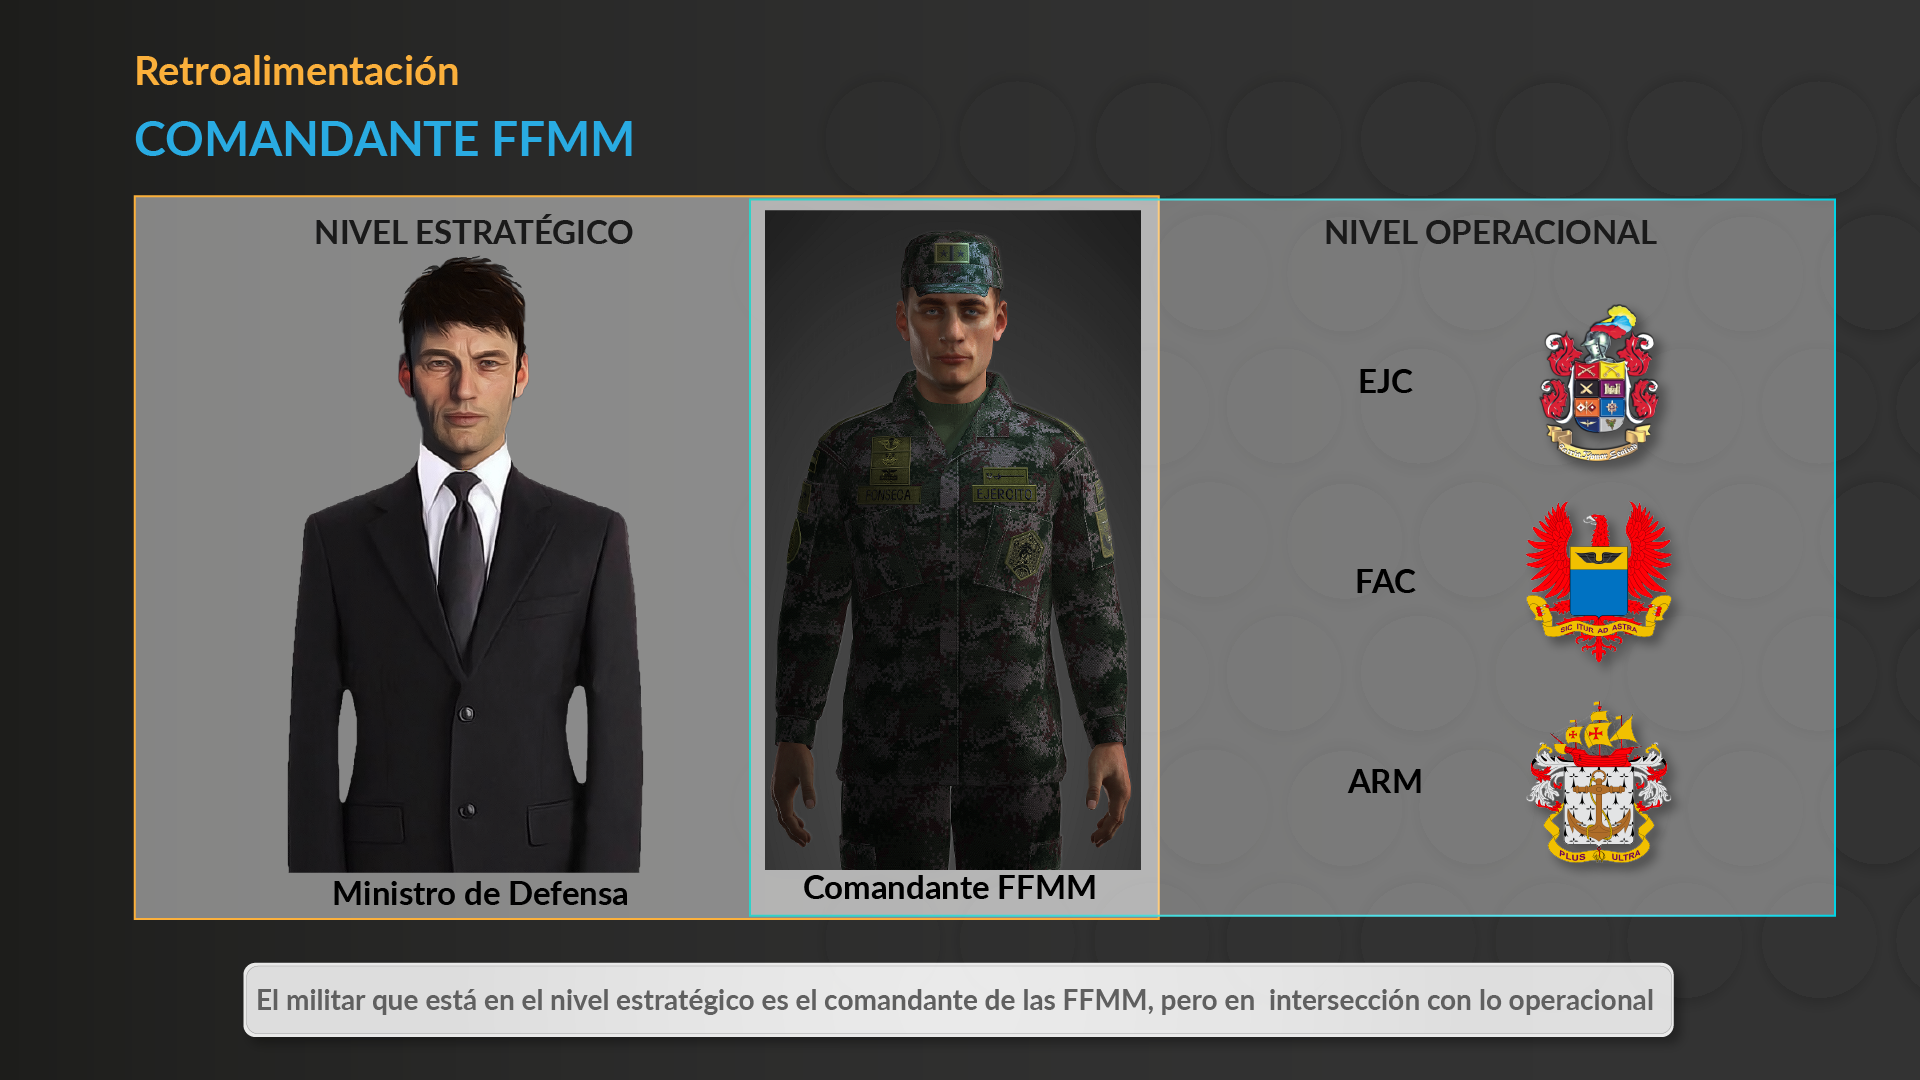 Retroalimentación
COMANDANTE FFMM
NIVEL ESTRATÉGICO
NIVEL OPERACIONAL
FONSECA
EJERCITO
EJC
FAC
SIC ITUR AD ASTRA
ARM
PLUS ULTRA
Ministro de Defensa
Comandante FFMM
El militar que está en el nivel estratégico es el comandante de las FFMM, pero en intersección con lo operacional